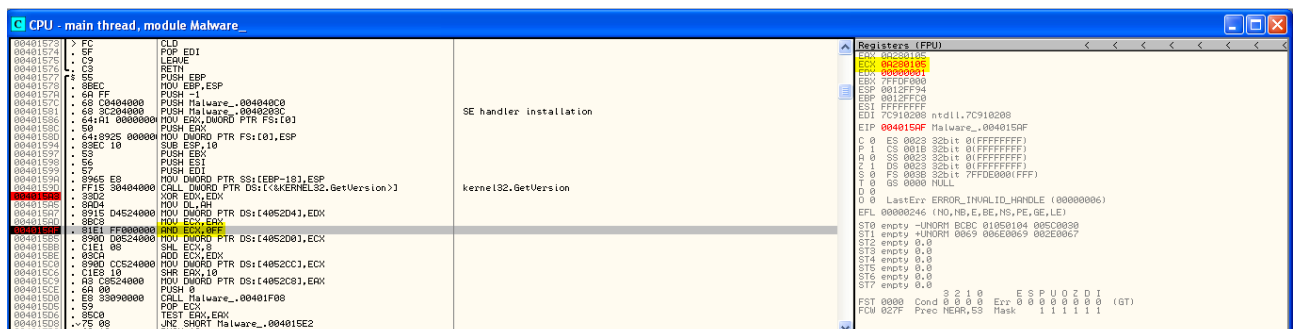 CPU - main thread, module Malware_
00401573 > FC CLD
00401574 . 5F POP EDI
00401575 . C9 LEAVE
00401576 . C3 RETN
00401577 $ 55 PUSH EBP
00401578 . 8BEC MOV EBP,ESP
0040157A . 6A FF PUSH -1
0040157C . 68 C0404000 PUSH Malware_.004040C0
00401581 . 68 3C204000 PUSH Malware_.0040203C SE handler installation
00401586 . 64:A1 00000000 MOV EAX,DWORD PTR FS:[0]
0040158C . 50 PUSH EAX
0040158D . 64:8925 00000 MOV DWORD PTR FS:[0],ESP
00401594 . 83EC 10 SUB ESP,10
00401597 . 53 PUSH EBX
00401598 . 56 PUSH ESI
00401599 . 57 PUSH EDI
0040159A . 8965 E8 MOV DWORD PTR SS:[EBP-18],ESP
0040159D . FF15 30404000 CALL DWORD PTR DS:[<&KERNEL32.GetVersion>] kernel32.GetVersion
004015A3 . 33D2 XOR EDX,EDX
004015A5 . 8AD4 MOV DL,AH
004015A7 . 8915 D4524000 MOV DWORD PTR DS:[4052D4],EDX
004015AD . 8BC8 MOV ECX,EAX
004015AF . 81E1 FF000000 AND ECX,0FF
004015B5 . 890D D0524000 MOV DWORD PTR DS:[4052D0],ECX
004015BB . C1E1 08 SHL ECX,8
004015BE . 03CA ADD ECX,EDX
004015C0 . 890D CC524000 MOV DWORD PTR DS:[4052CC],ECX
004015C6 . C1E8 10 SHR EAX,10
004015C9 . A3 C8524000 MOV DWORD PTR DS:[4052C8],EAX
004015CE . 6A 00 PUSH 0
004015D0 . E8 33090000 CALL Malware_.00401F08
004015D5 . 59 POP ECX
004015D6 . 85C0 TEST EAX,EAX
004015D8 . 75 08 JNZ SHORT Malware_.004015E2
Registers (FPU) < < < < < < < <
EAX 0A280105
ECX 0A280105
EDX 00000001
EBX 7FFDF000
ESP 0012FF94
EBP 0012FFC0
ESI FFFFFFFF
EDI 7C910208 ntdll.7C910208
EIP 004015AF Malware_.004015AF
C 0 ES 0023 32bit 0(FFFFFFFF)
P 1 CS 001B 32bit 0(FFFFFFFF)
A 0 SS 0023 32bit 0(FFFFFFFF)
Z 1 DS 0023 32bit 0(FFFFFFFF)
S 0 FS 003B 32bit 7FFDE000(FFF)
T 0 GS 0000 NULL
D 0
O 0 LastErr ERROR_INVALID_HANDLE (00000006)
EFL 00000246 (NO,NB,E,BE,NS,PE,GE,LE)
ST0 empty -UNORM BCBC 01050104 005C0030
ST1 empty +UNORM 0069 006E0069 002E0067
ST2 empty 0.0
ST3 empty 0.0
ST4 empty 0.0
ST5 empty 0.0
ST6 empty 0.0
ST7 empty 0.0
3 2 1 0 E S P U O Z D I
FST 0000 Cond 0 0 0 0 Err 0 0 0 0 0 0 0 0 (GT)
FCW 027F Prec NEAR,53 Mask 1 1 1 1 1 1